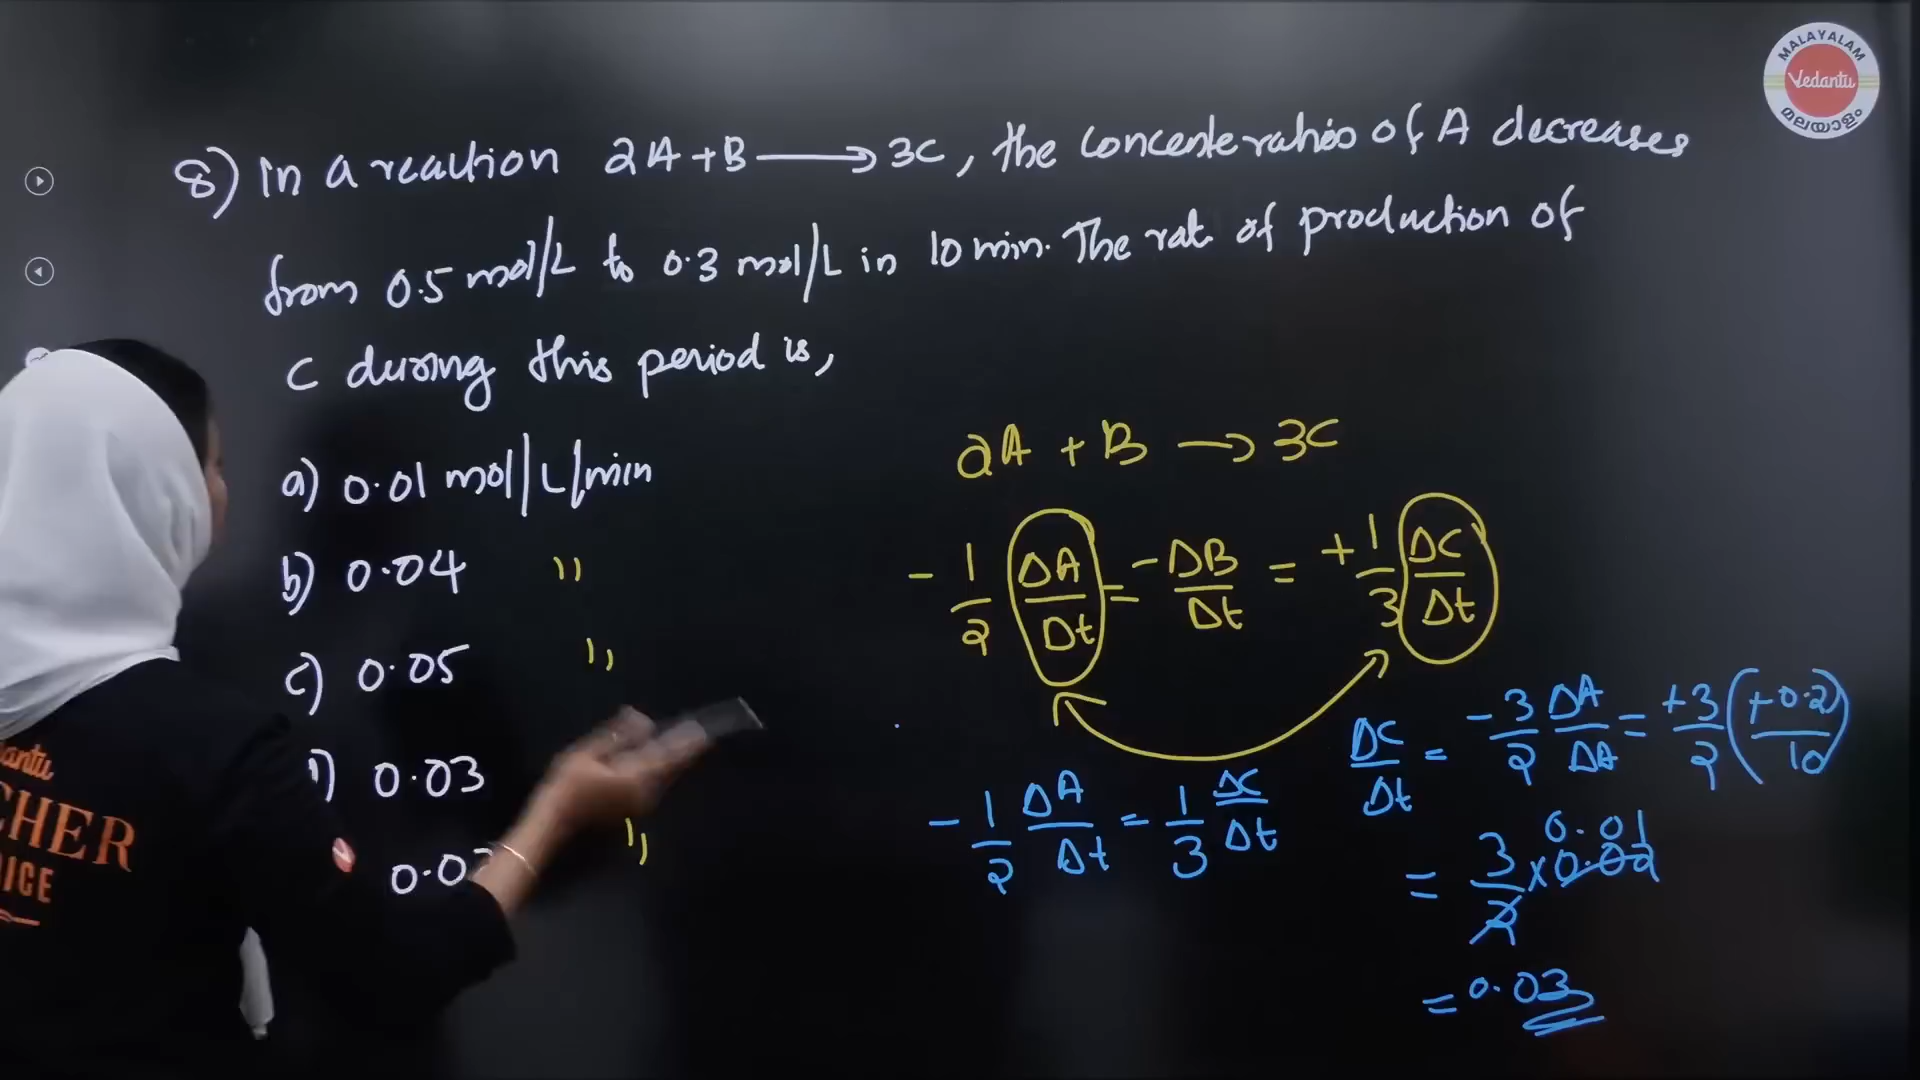 MALAYALAM
Vedantu
മലയാളം
8) In a reaction 2A + B ⟶ 3C, the concenteration of A decreases
from 0.5 mol/L to 0.3 mol/L in 10 min. The rate of production of
C during this period is,
a) 0.01 mol/L/min
b) 0.04 "
c) 0.05 "
0.03
"
2A + B → 3C
- 1/2 ΔA/Δt = - ΔB/Δt = + 1/3 ΔC/Δt
- 1/2 ΔA/Δt = 1/3 ΔC/Δt
ΔC/Δt = - 3/2 ΔA/ΔA = + 3/2 ( +0.2 / 10 )
= 3/2 × 0.02 0.01
= 0.03
antu
CHER
ICE